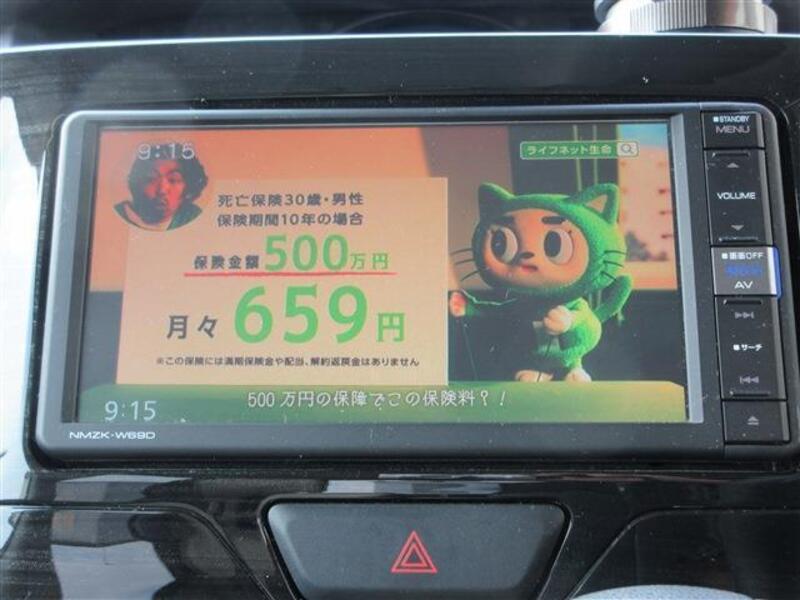 STANDBY
MENU
9:15
ライフネット生命
死亡保険30歳・男性
保険期間10年の場合
保険金額500万円
月々659円
※この保険には満期保険金や配当、解約返戻金はありません
500万円の保障でこの保険料?!
9:15
VOLUME
画面OFF
AV
サーチ
NMZK-W69D